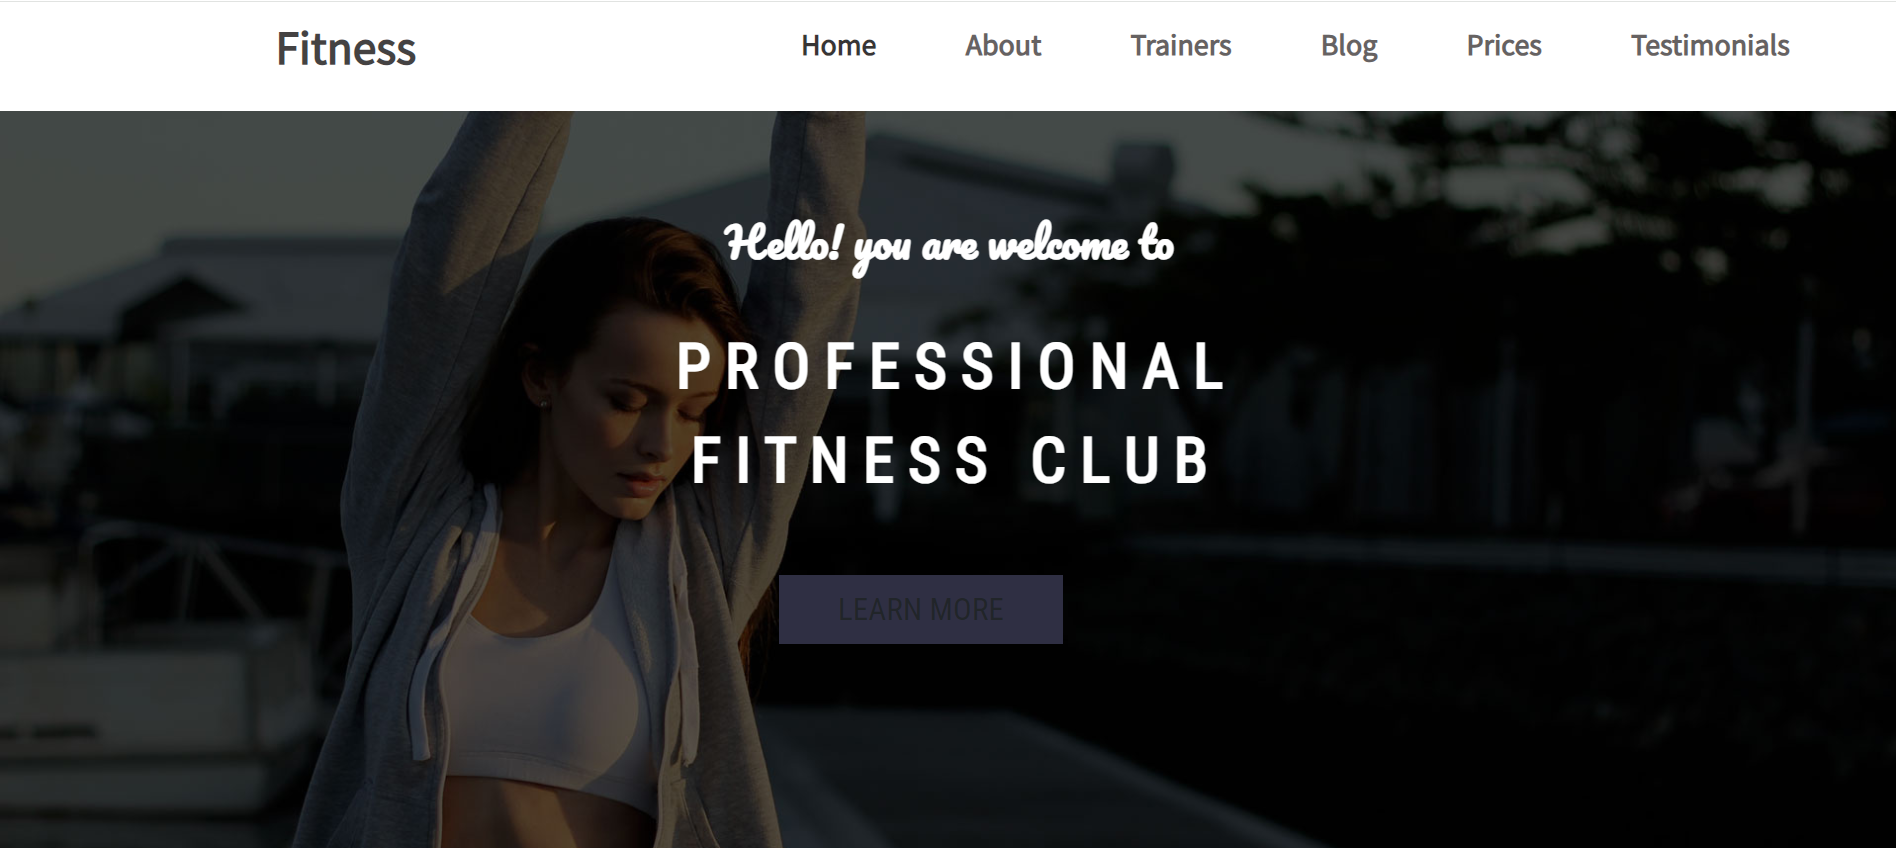 Fitness
Home About Trainers Blog Prices Testimonials
Hello! you are welcome to
PROFESSIONAL
FITNESS CLUB
LEARN MORE